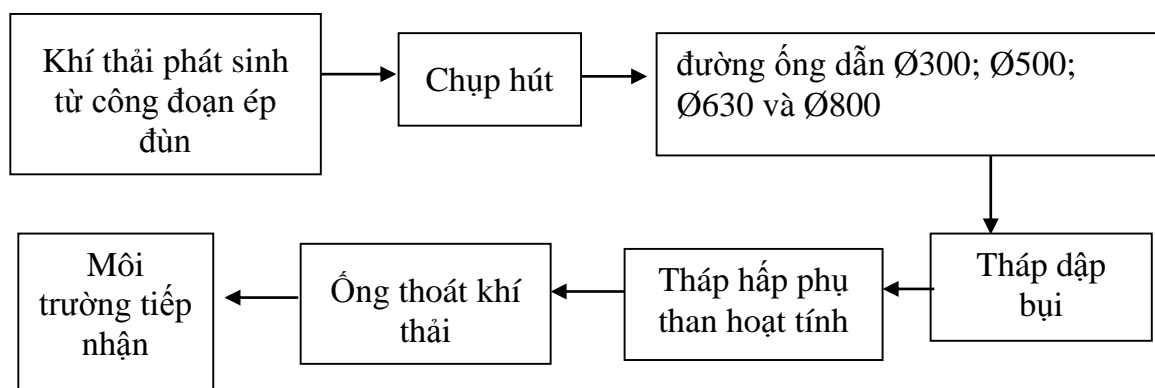 Khí thải phát sinh
từ công đoạn ép
đùn
Chụp hút
đường ống dẫn Ø300; Ø500;
Ø630 và Ø800
Tháp dập
bụi
Tháp hấp phụ
than hoạt tính
Ống thoát khí
thải
Môi
trường tiếp
nhận